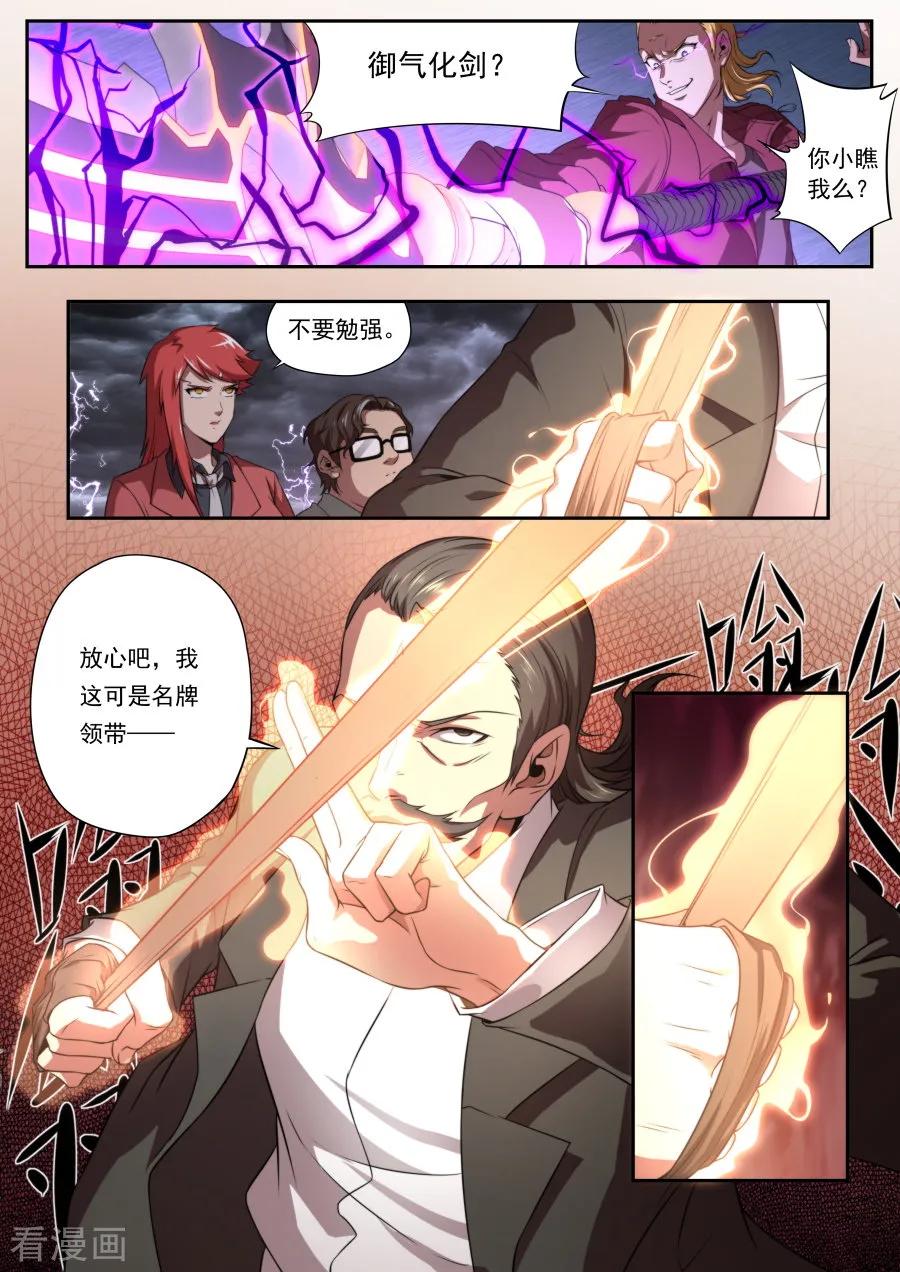 御气化剑？
你小瞧
我么？
不要勉强。
放心吧，我
这可是名牌
领带——
嗡
嗡
看漫画